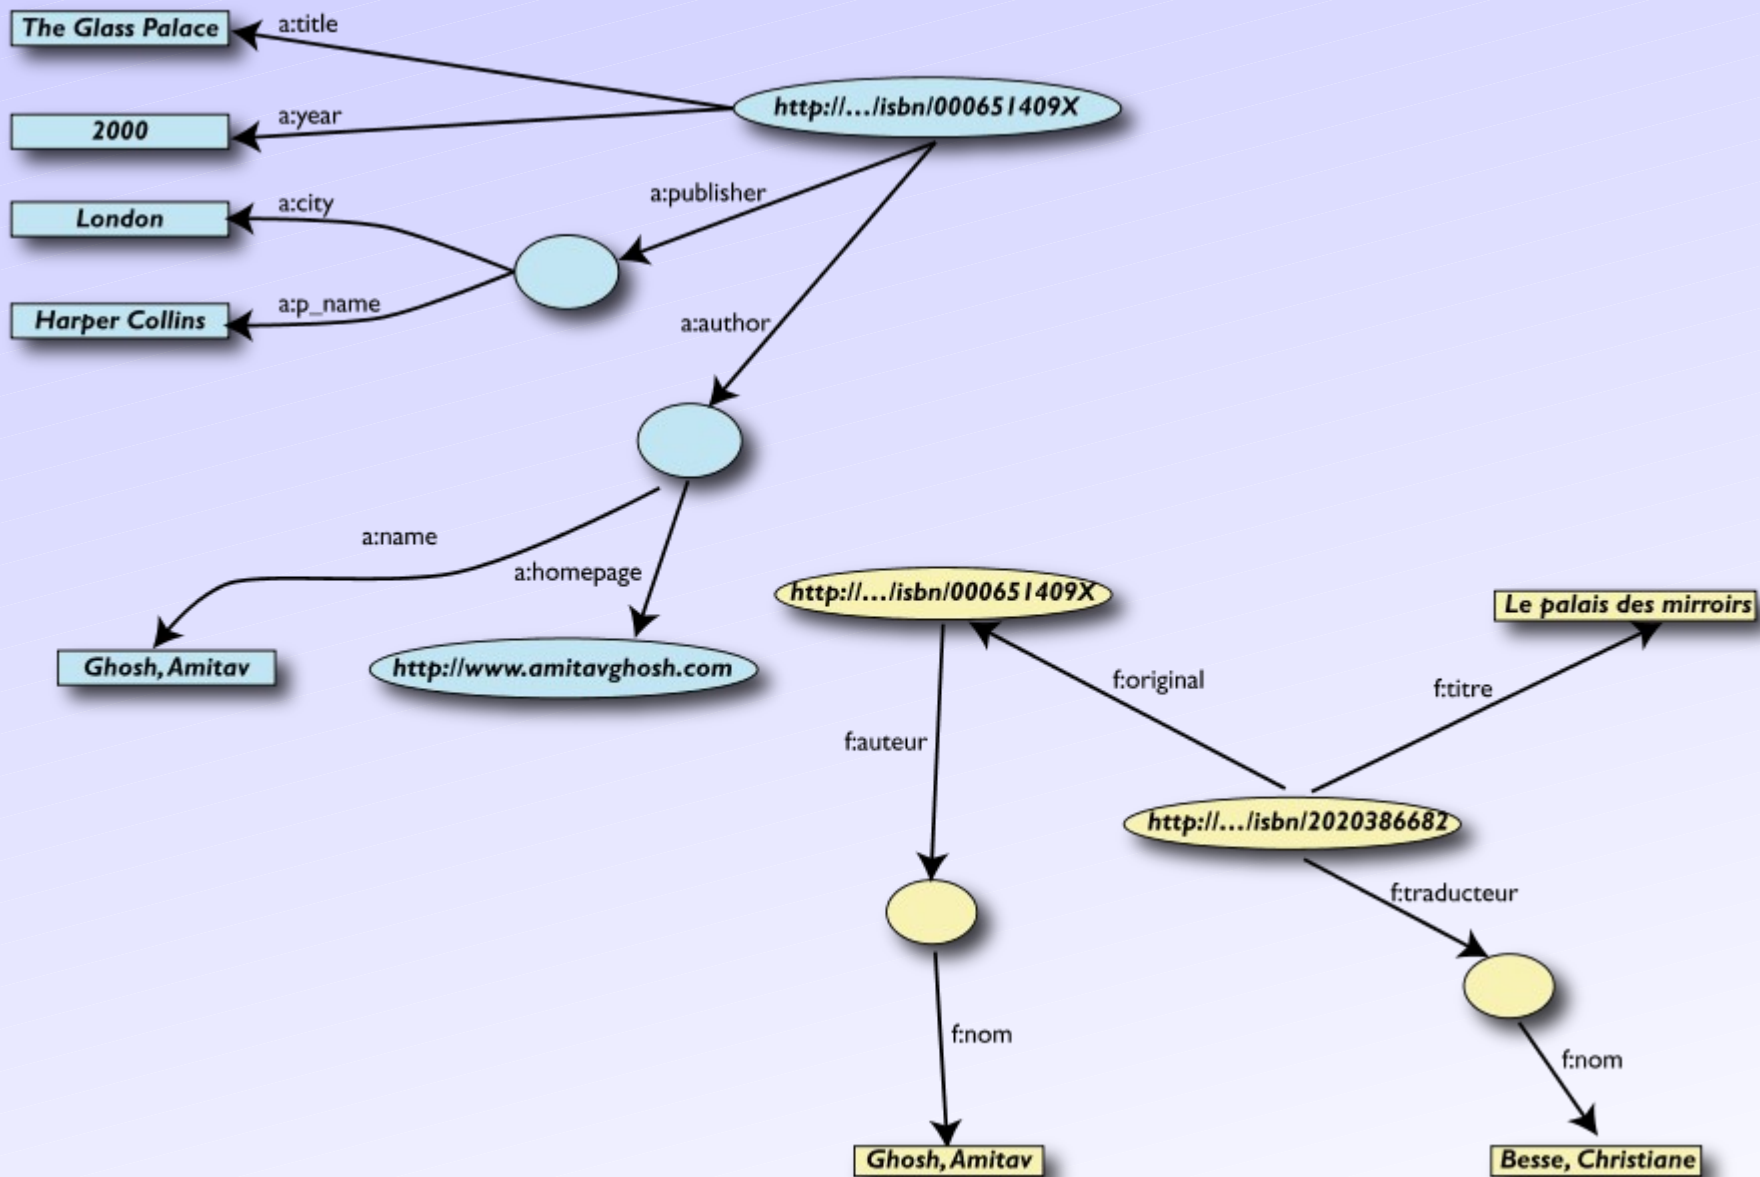 The Glass Palace
a:title
http://…/isbn/000651409X
2000
a:year
London
a:city
a:publisher
Harper Collins
a:p_name
a:author
a:name
a:homepage
Ghosh, Amitav
http://www.amitavghosh.com
http://…/isbn/000651409X
Le palais des mirroirs
f:original
f:titre
f:auteur
http://…/isbn/2020386682
f:traducteur
f:nom
f:nom
Ghosh, Amitav
Besse, Christiane